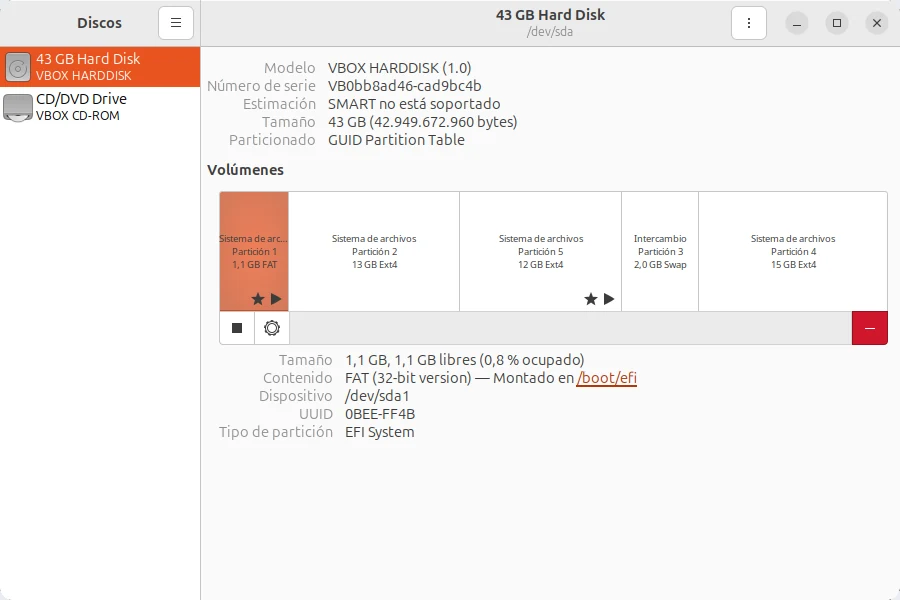 Discos
43 GB Hard Disk
/dev/sda
43 GB Hard Disk
VBOX HARDDISK
CD/DVD Drive
VBOX CD-ROM
Modelo VBOX HARDDISK (1.0)
Número de serie VB0bb8ad46-cad9bc4b
Estimación SMART no está soportado
Tamaño 43 GB (42.949.672.960 bytes)
Particionado GUID Partition Table
Volúmenes
Sistema de arc...
Partición 1
1,1 GB FAT
Sistema de archivos
Partición 2
13 GB Ext4
Sistema de archivos
Partición 5
12 GB Ext4
Intercambio
Partición 3
2,0 GB Swap
Sistema de archivos
Partición 4
15 GB Ext4
Tamaño 1,1 GB, 1,1 GB libres (0,8 % ocupado)
Contenido FAT (32-bit version) — Montado en /boot/efi
Dispositivo /dev/sda1
UUID 0BEE-FF4B
Tipo de partición EFI System